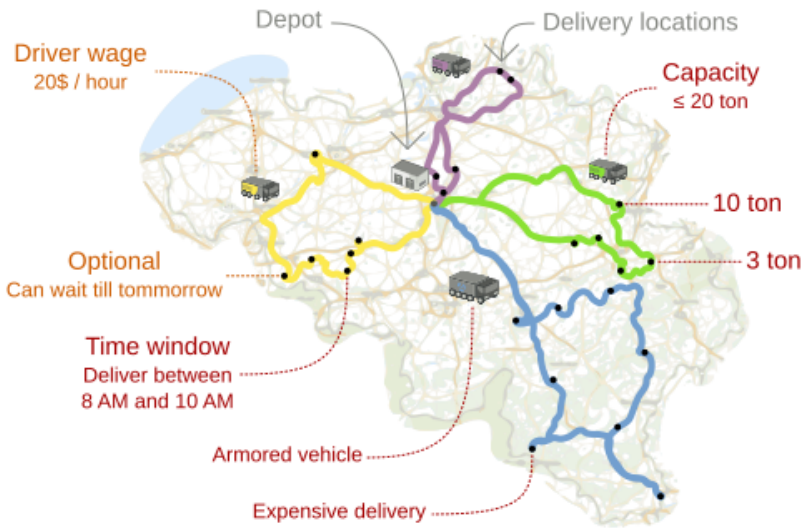 Depot
Delivery locations
Driver wage
20$ / hour
Capacity
≤ 20 ton
10 ton
3 ton
Optional
Can wait till tommorrow
Time window
Deliver between
8 AM and 10 AM
Armored vehicle
Expensive delivery